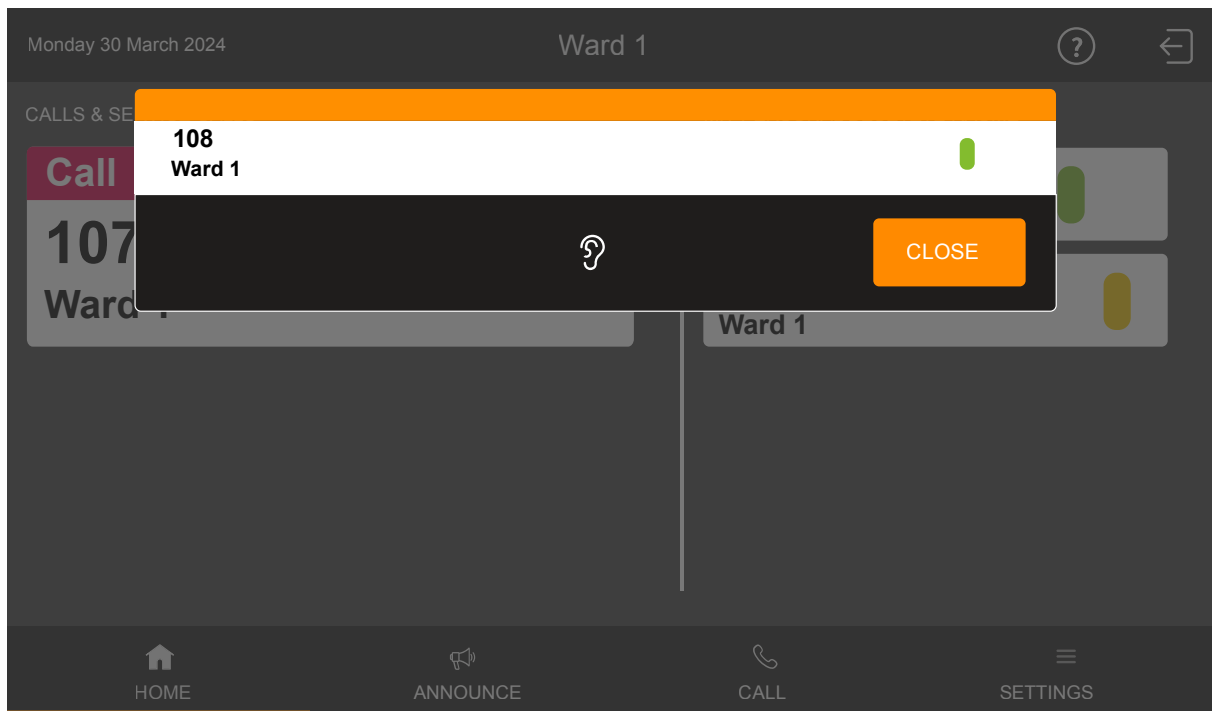 Monday 30 March 2024
Ward 1
?
CALLS & SE
108
Ward 1
Call
107
CLOSE
Ward 1
Ward 1
HOME
ANNOUNCE
CALL
SETTINGS